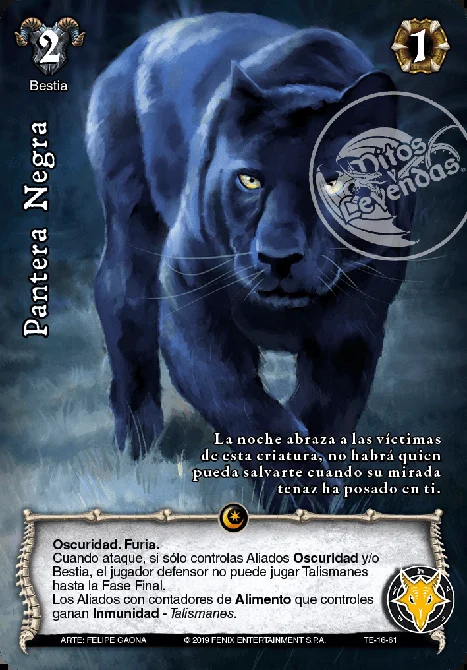 2
1
Bestia
Pantera Negra
Mitos
Leyendas
La noche abraza a las víctimas
de esta criatura, no habrá quien
pueda salvarte cuando su mirada
tenaz ha posado en ti.
Oscuridad. Furia.
Cuando ataque, si sólo controlas Aliados Oscuridad y/o
Bestia, el jugador defensor no puede jugar Talismanes
hasta la Fase Final.
Los Aliados con contadores de Alimento que controles
ganan Inmunidad - Talismanes.
ARTE: FELIPE GAONA © 2019 FENIX ENTERTAINMENT S.P.A. TE-16-61